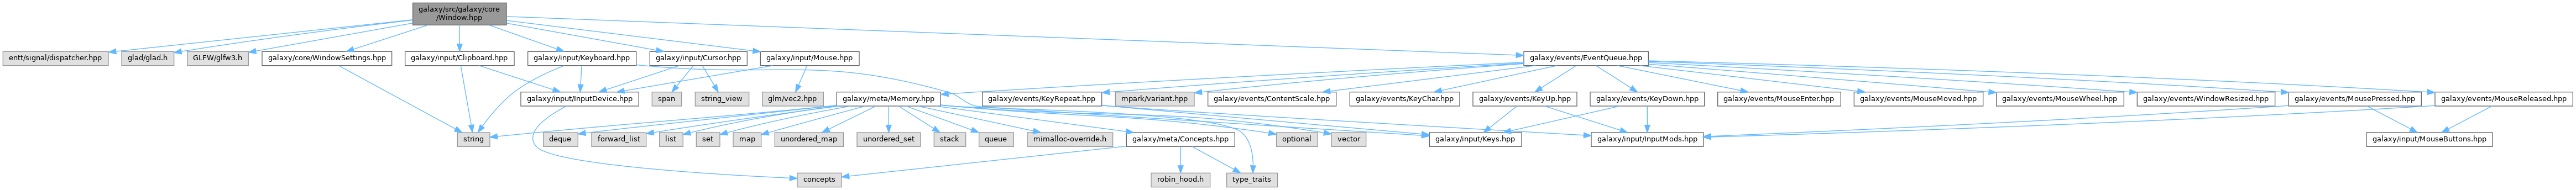 galaxy/src/galaxy/core
/Window.hpp
entt/signal/dispatcher.hpp
glad/glad.h
GLFW/glfw3.h
galaxy/core/WindowSettings.hpp
galaxy/input/Clipboard.hpp
galaxy/input/Keyboard.hpp
galaxy/input/Cursor.hpp
galaxy/input/Mouse.hpp
galaxy/events/EventQueue.hpp
galaxy/input/InputDevice.hpp
span
string_view
glm/vec2.hpp
galaxy/meta/Memory.hpp
galaxy/events/KeyRepeat.hpp
mpark/variant.hpp
galaxy/events/ContentScale.hpp
galaxy/events/KeyChar.hpp
galaxy/events/KeyUp.hpp
galaxy/events/KeyDown.hpp
galaxy/events/MouseEnter.hpp
galaxy/events/MouseMoved.hpp
galaxy/events/MouseWheel.hpp
galaxy/events/WindowResized.hpp
galaxy/events/MousePressed.hpp
galaxy/events/MouseReleased.hpp
string
deque
forward_list
list
set
map
unordered_map
unordered_set
stack
queue
mimalloc-override.h
galaxy/meta/Concepts.hpp
optional
vector
galaxy/input/Keys.hpp
galaxy/input/InputMods.hpp
galaxy/input/MouseButtons.hpp
concepts
robin_hood.h
type_traits